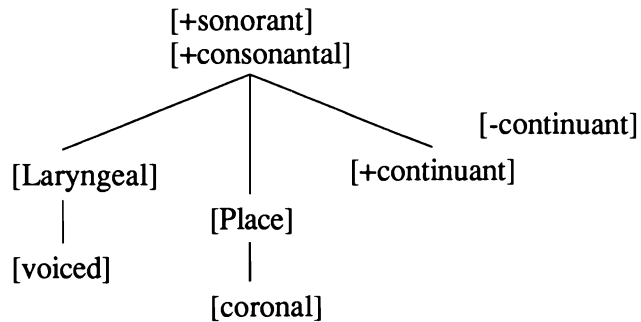 [+sonorant]
[+consonantal]
[-continuant]
[Laryngeal]
[+continuant]
[Place]
[voiced]
[coronal]